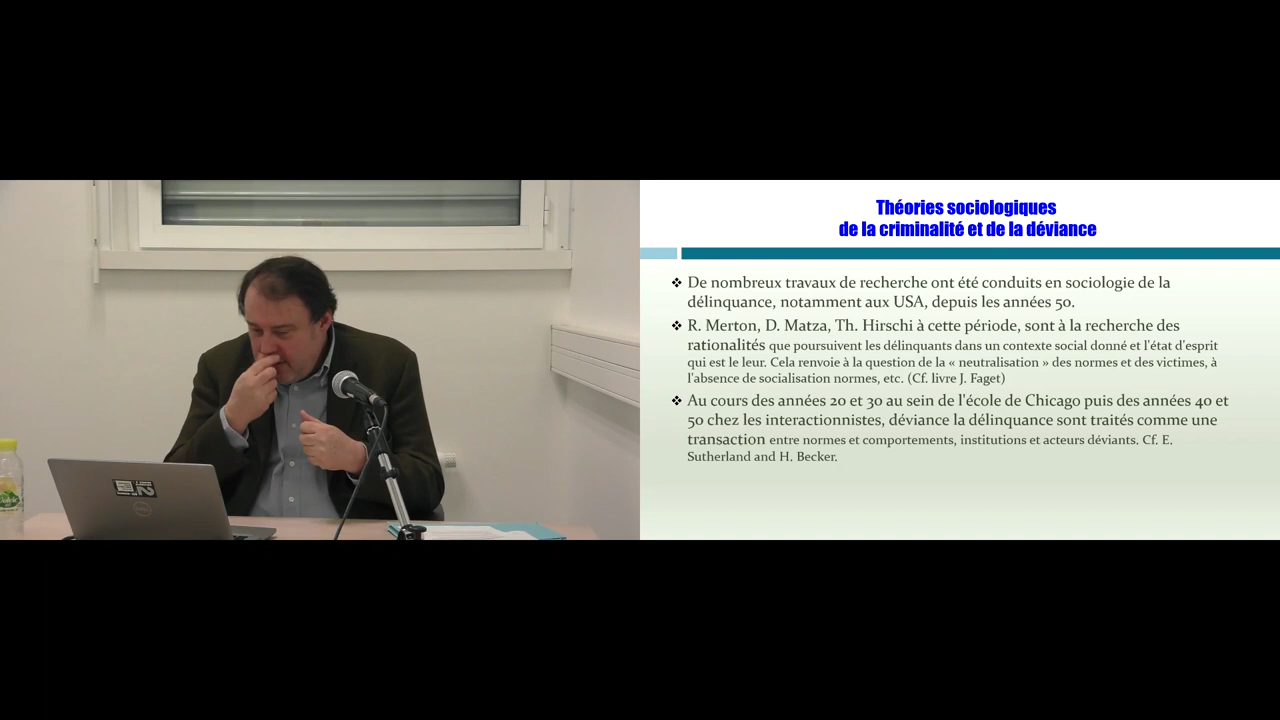 Théories sociologiques
de la criminalité et de la déviance
De nombreux travaux de recherche ont été conduits en sociologie de la
délinquance, notamment aux USA, depuis les années 50.
R. Merton, D. Matza, Th. Hirschi à cette période, sont à la recherche des
rationalités que poursuivent les délinquants dans un contexte social donné et l'état d'esprit
qui est le leur. Cela renvoie à la question de la « neutralisation » des normes et des victimes, à
l'absence de socialisation normes, etc. (Cf. livre J. Faget)
Au cours des années 20 et 30 au sein de l'école de Chicago puis des années 40 et
50 chez les interactionnistes, déviance la délinquance sont traités comme une
transaction entre normes et comportements, institutions et acteurs déviants. Cf. E.
Sutherland and H. Becker.